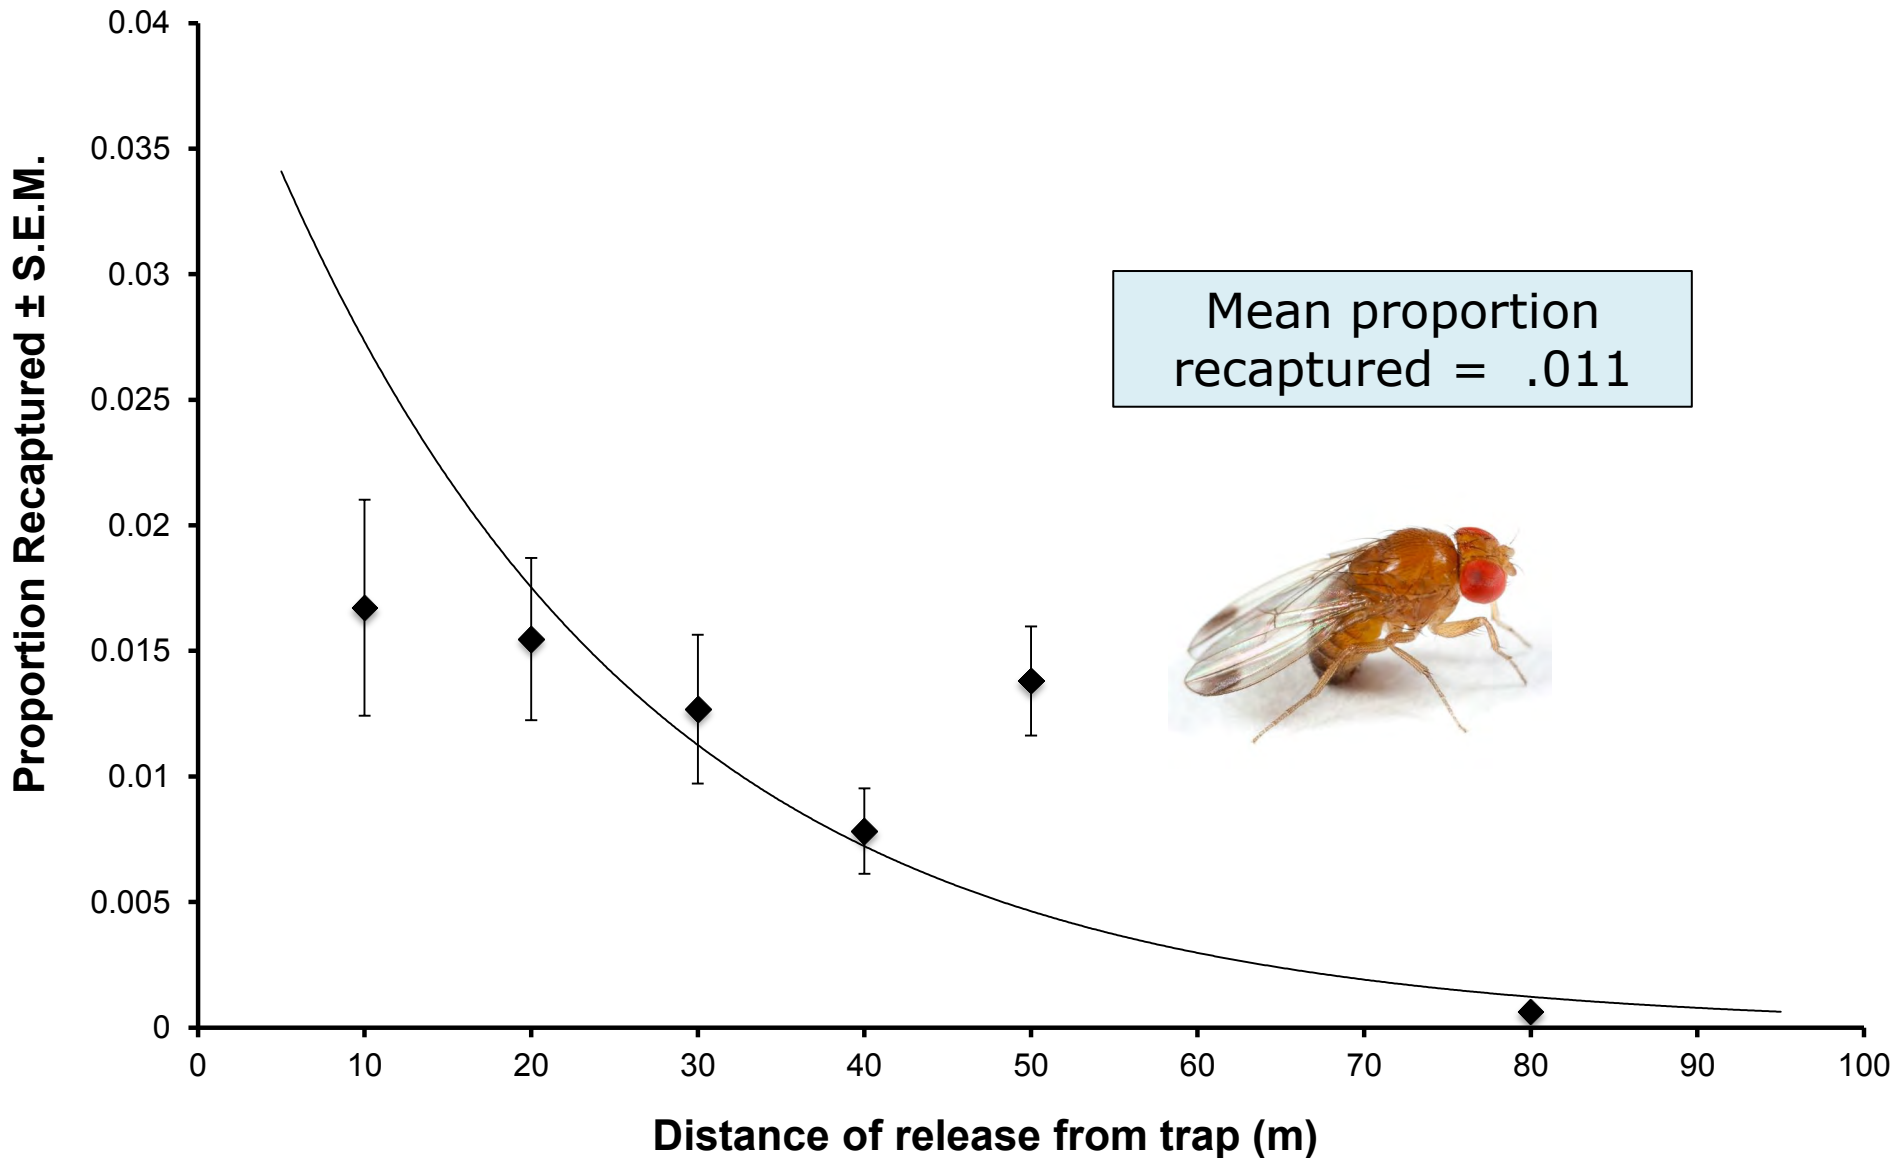 0.04
0.035
0.03
0.025
0.02
0.015
0.01
0.005
0
Proportion Recaptured ± S.E.M.
Mean proportion
recaptured = .011
0 10 20 30 40 50 60 70 80 90 100
Distance of release from trap (m)